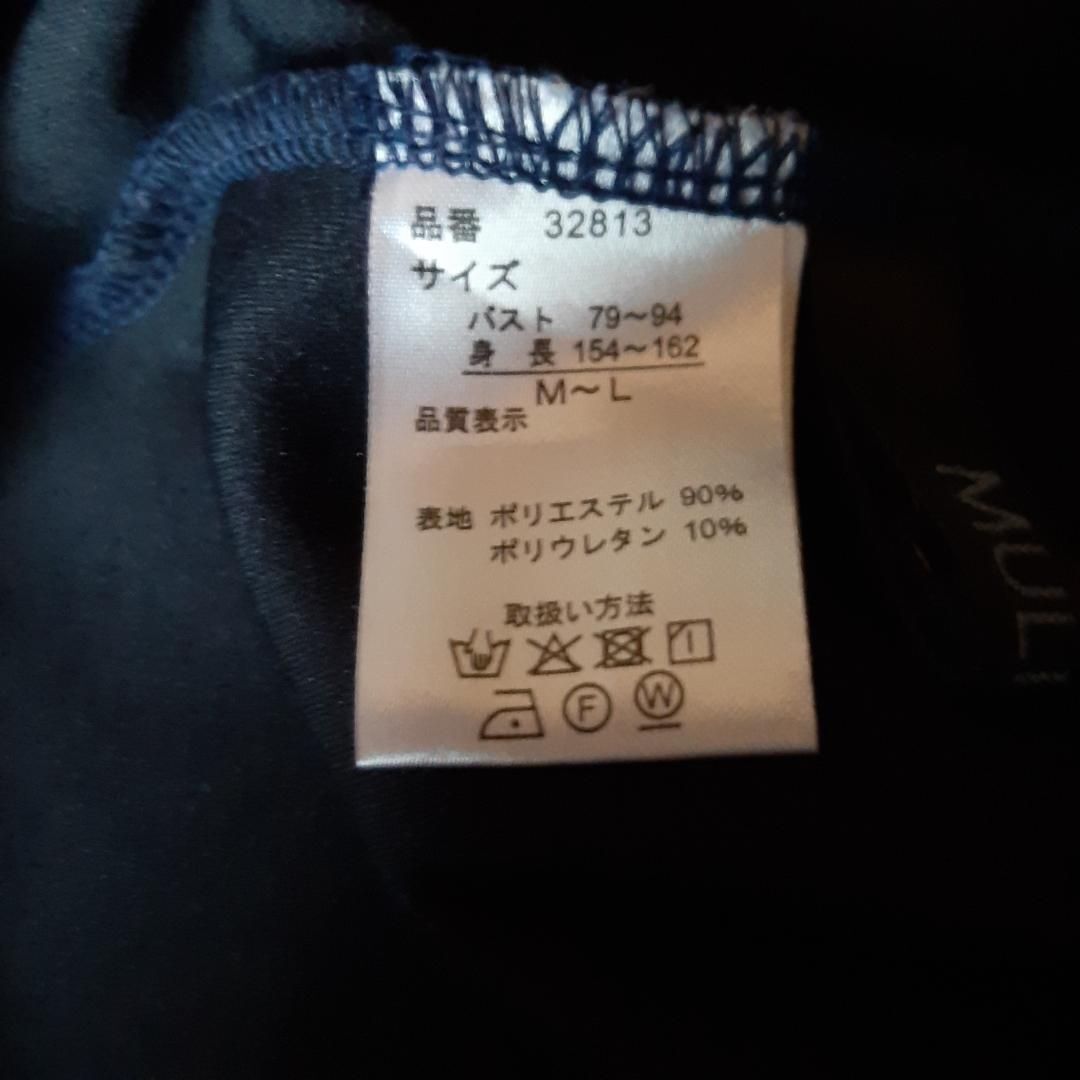 品番 32813
サイズ
バスト 79～94
身 長 154～162
M～L
品質表示
表地 ポリエステル 90%
ポリウレタン 10%
取扱い方法
F W